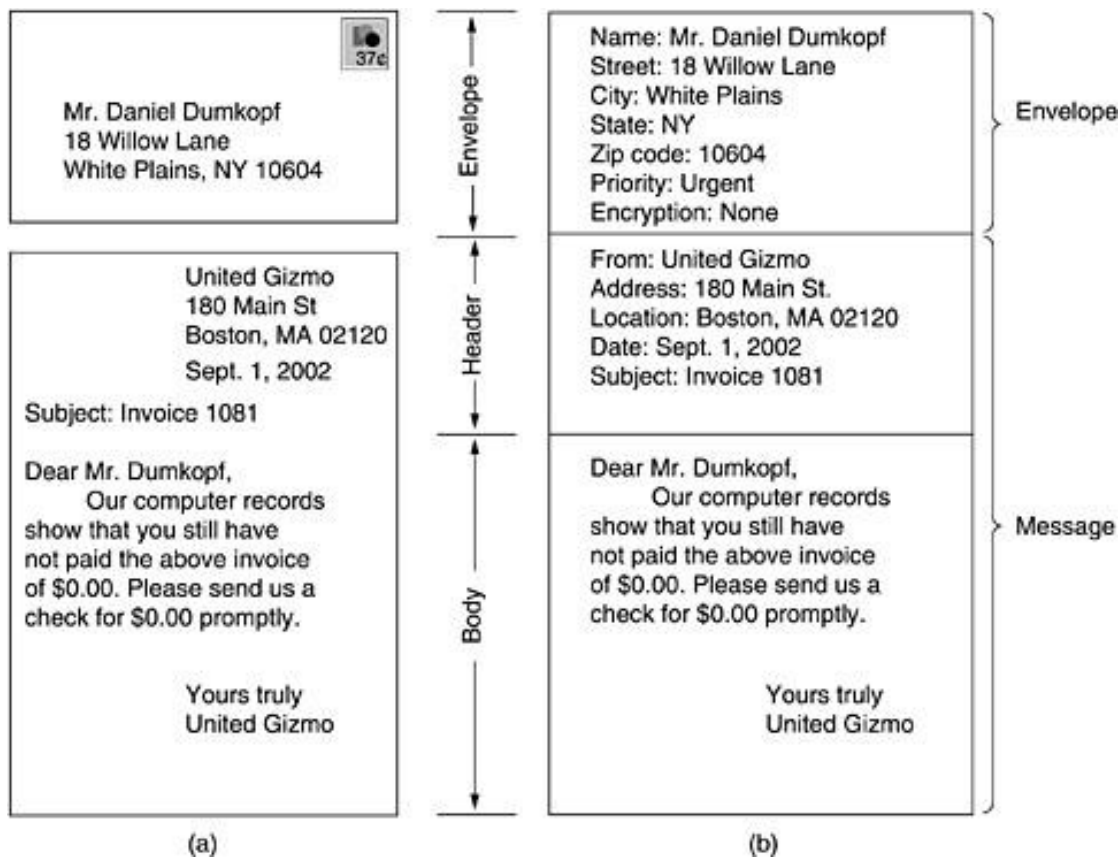 37¢
Mr. Daniel Dumkopf
18 Willow Lane
White Plains, NY 10604
United Gizmo
180 Main St
Boston, MA 02120
Sept. 1, 2002
Subject: Invoice 1081
Dear Mr. Dumkopf,
Our computer records
show that you still have
not paid the above invoice
of $0.00. Please send us a
check for $0.00 promptly.
Yours truly
United Gizmo
(a)
Envelope
Header
Body
Name: Mr. Daniel Dumkopf
Street: 18 Willow Lane
City: White Plains
State: NY
Zip code: 10604
Priority: Urgent
Encryption: None
From: United Gizmo
Address: 180 Main St.
Location: Boston, MA 02120
Date: Sept. 1, 2002
Subject: Invoice 1081
Dear Mr. Dumkopf,
Our computer records
show that you still have
not paid the above invoice
of $0.00. Please send us a
check for $0.00 promptly.
Yours truly
United Gizmo
(b)
Envelope
Message